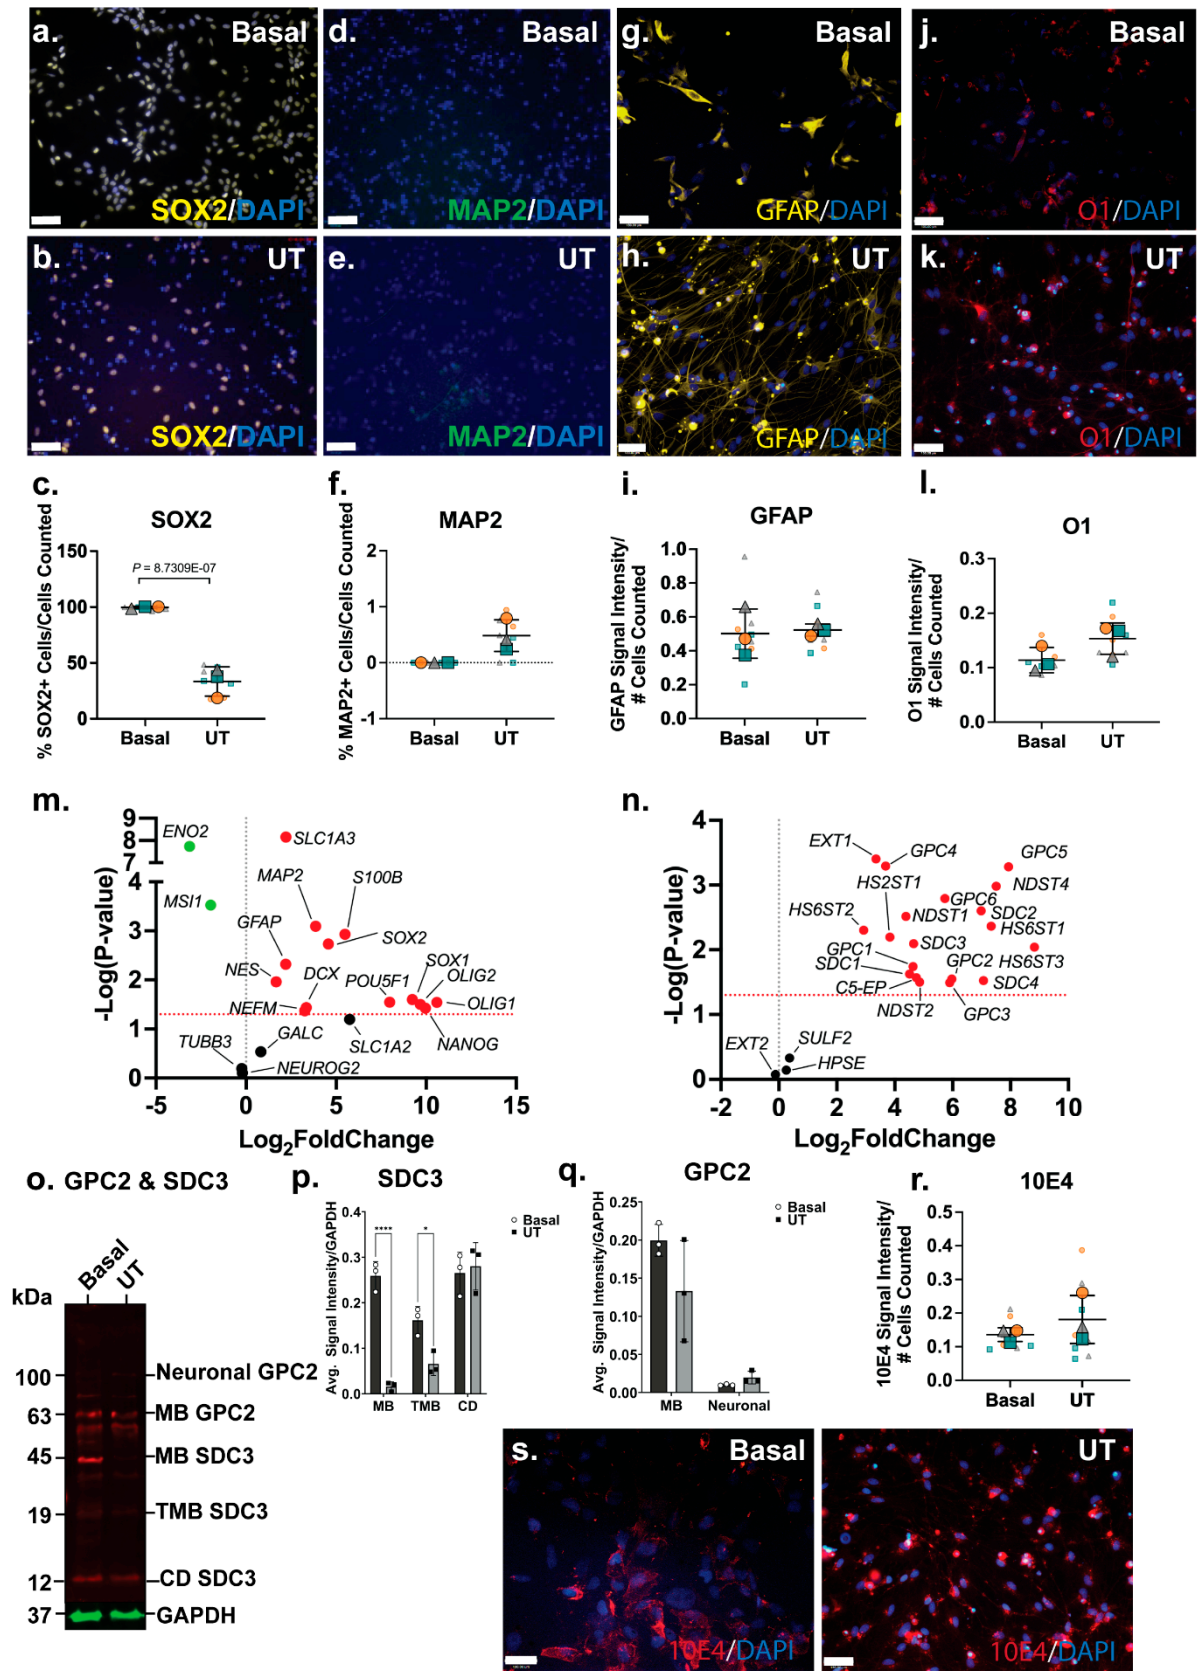 a. Basal
SOX2/DAPI
d. Basal
MAP2/DAPI
g. Basal
GFAP/DAPI
j. Basal
O1/DAPI
b. UT
SOX2/DAPI
e. UT
MAP2/DAPI
h. UT
GFAP/DAPI
k. UT
O1/DAPI
c.
SOX2
% SOX2+ Cells/Cells Counted
150
100
50
0
P = 8.7309E-07
Basal UT
f.
MAP2
% MAP2+ Cells/Cells Counted
2
1
0
-1
Basal UT
i.
GFAP
GFAP Signal Intensity/
# Cells Counted
1.0
0.8
0.6
0.4
0.2
0.0
Basal UT
l.
O1
O1 Signal Intensity/
# Cells Counted
0.3
0.2
0.1
0.0
Basal UT
m.
-Log(P-value)
9
8
7
4
3
2
1
0
ENO2
SLC1A3
MSI1
MAP2
S100B
GFAP
SOX2
NES
DCX
SOX1
POU5F1
OLIG2
NEFM
OLIG1
GALC
NANOG
TUBB3
SLC1A2
NEUROG2
-5 0 5 10 15
Log2FoldChange
n.
-Log(P-value)
4
3
2
1
0
EXT1
GPC4
GPC5
HS2ST1
NDST4
GPC6
HS6ST2
NDST1
SDC2
HS6ST1
GPC1
SDC3
SDC1
GPC2
HS6ST3
C5-EP
SDC4
NDST2
GPC3
EXT2
SULF2
HPSE
-2 0 2 4 6 8 10
Log2FoldChange
o. GPC2 & SDC3
Basal
UT
kDa
100
63
45
19
12
37
Neuronal GPC2
MB GPC2
MB SDC3
TMB SDC3
CD SDC3
GAPDH
p.
SDC3
Avg. Signal Intensity/GAPDH
0.4
0.3
0.2
0.1
0.0
****
*
Basal
UT
MB TMB CD
q.
GPC2
Avg. Signal Intensity/GAPDH
0.25
0.20
0.15
0.10
0.05
0.00
Basal
UT
MB Neuronal
r.
10E4
10E4 Signal Intensity/
# Cells Counted
0.5
0.4
0.3
0.2
0.1
0.0
Basal UT
s. Basal
10E4/DAPI
UT
10E4/DAPI